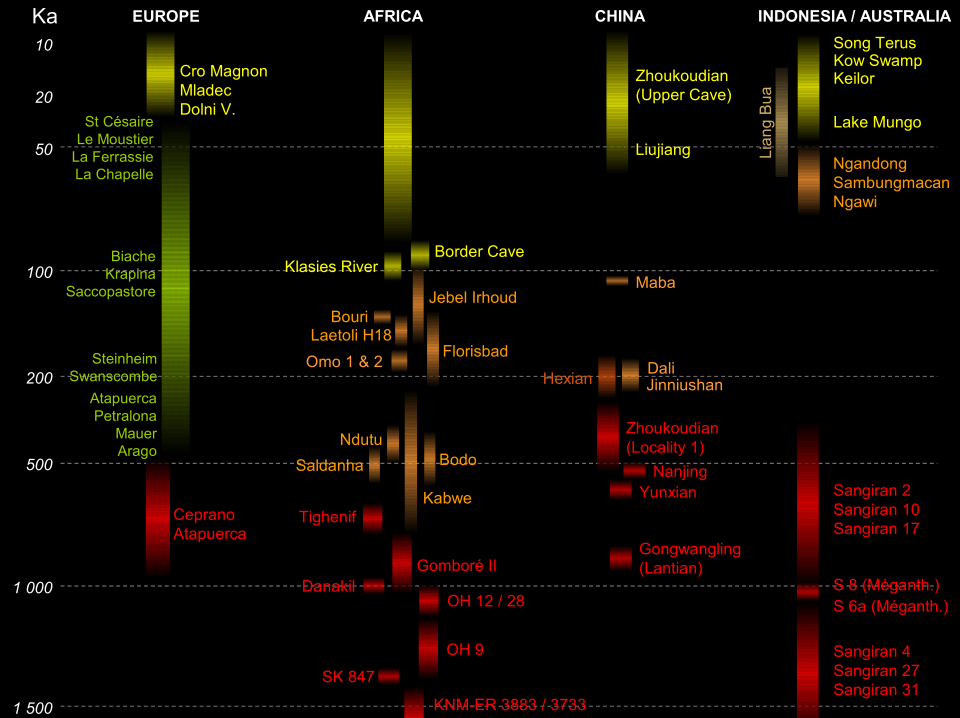 Ka
EUROPE
AFRICA
CHINA
INDONESIA / AUSTRALIA
10
20
50
100
200
500
1 000
1 500
Cro Magnon
Mladec
Dolni V.
St Césaire
Le Moustier
La Ferrassie
La Chapelle
Biache
Krapina
Saccopastore
Steinheim
Swanscombe
Atapuerca
Petralona
Mauer
Arago
Ceprano
Atapuerca
Border Cave
Klasies River
Jebel Irhoud
Bouri
Laetoli H18
Florisbad
Omo 1 & 2
Ndutu
Saldanha
Bodo
Kabwe
Tighenif
Gomboré II
Danakil
OH 12 / 28
OH 9
SK 847
KNM-ER 3883 / 3733
Zhoukoudian
(Upper Cave)
Liujiang
Maba
Hexian
Dali
Jinniushan
Zhoukoudian
(Locality 1)
Nanjing
Yunxian
Gongwangling
(Lantian)
Liang Bua
Song Terus
Kow Swamp
Keilor
Lake Mungo
Ngandong
Sambungmacan
Ngawi
Sangiran 2
Sangiran 10
Sangiran 17
S 8 (Méganth.)
S 6a (Méganth.)
Sangiran 4
Sangiran 27
Sangiran 31